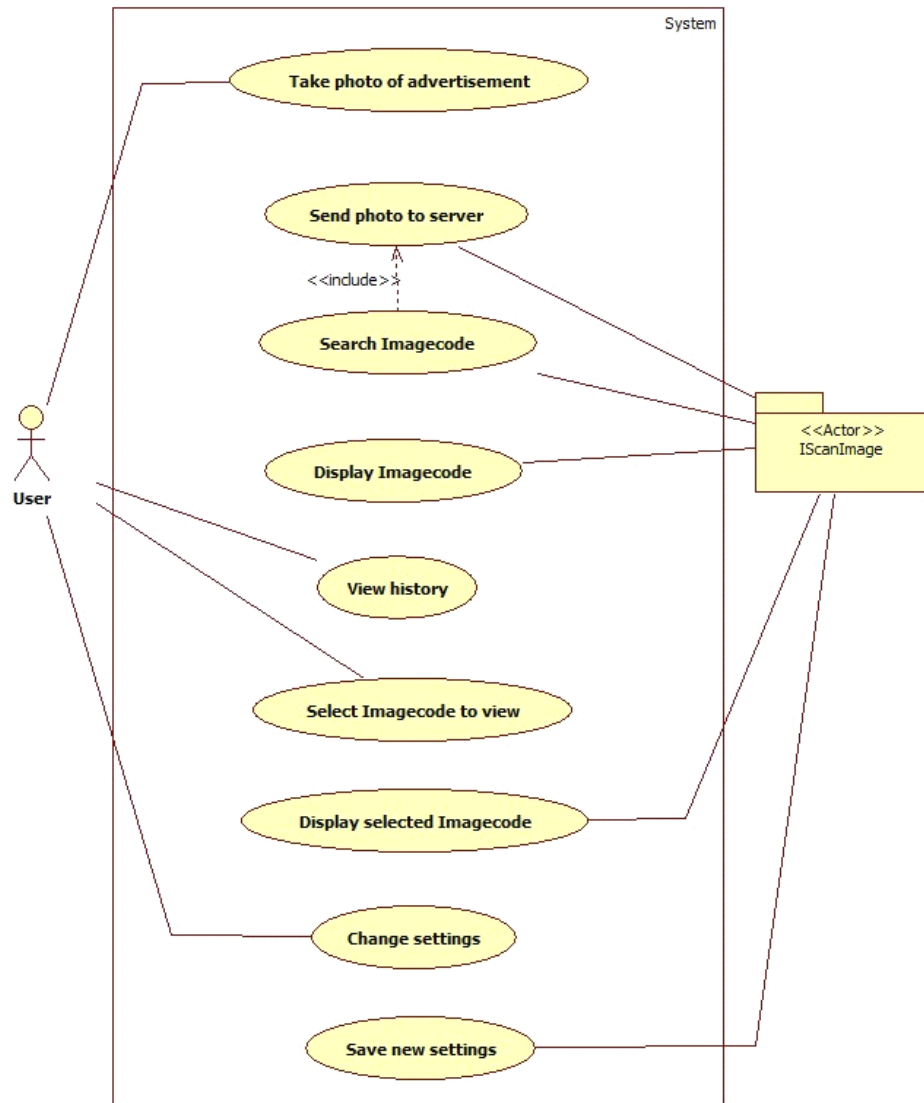 System
Take photo of advertisement
Send photo to server
<<include>>
Search Imagecode
<<Actor>>
IScanImage
Display Imagecode
User
View history
Select Imagecode to view
Display selected Imagecode
Change settings
Save new settings